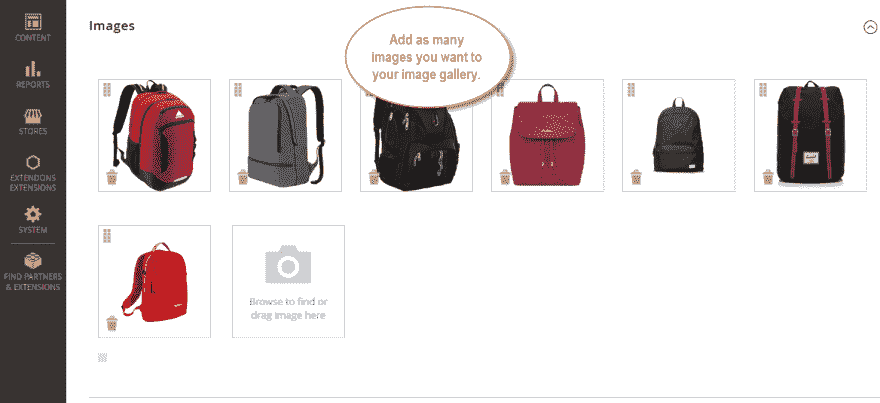 Images
Add as many
images you want to
your image gallery.
CONTENT
REPORTS
STORES
EXTENDONS
EXTENSIONS
SYSTEM
FIND PARTNERS
& EXTENSIONS
Browse to find or
drag image here